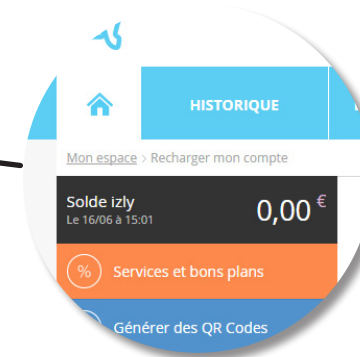 HISTORIQUE
Mon espace > Recharger mon compte
Solde izly
Le 16/06 à 15:01
0,00 €
% Services et bons plans
Générer des QR Codes